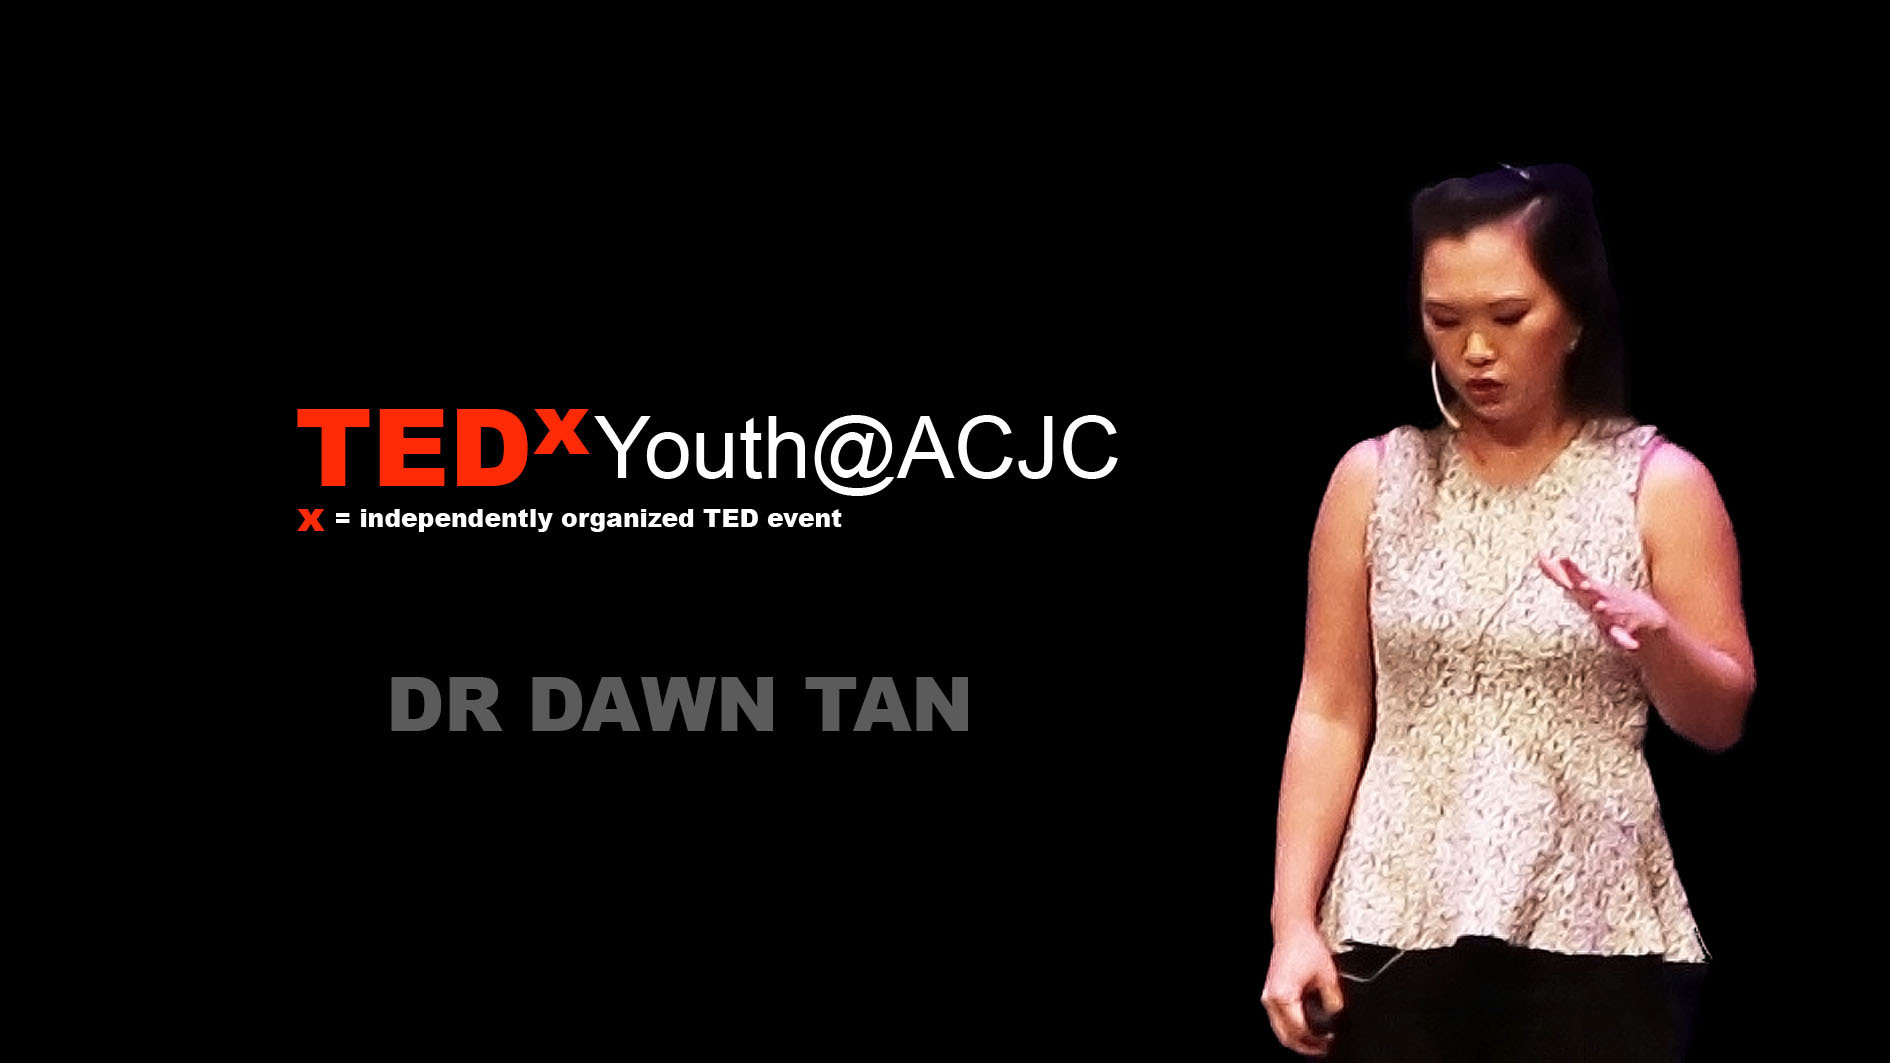 TEDxYouth@ACJC
x = independently organized TED event
DR DAWN TAN